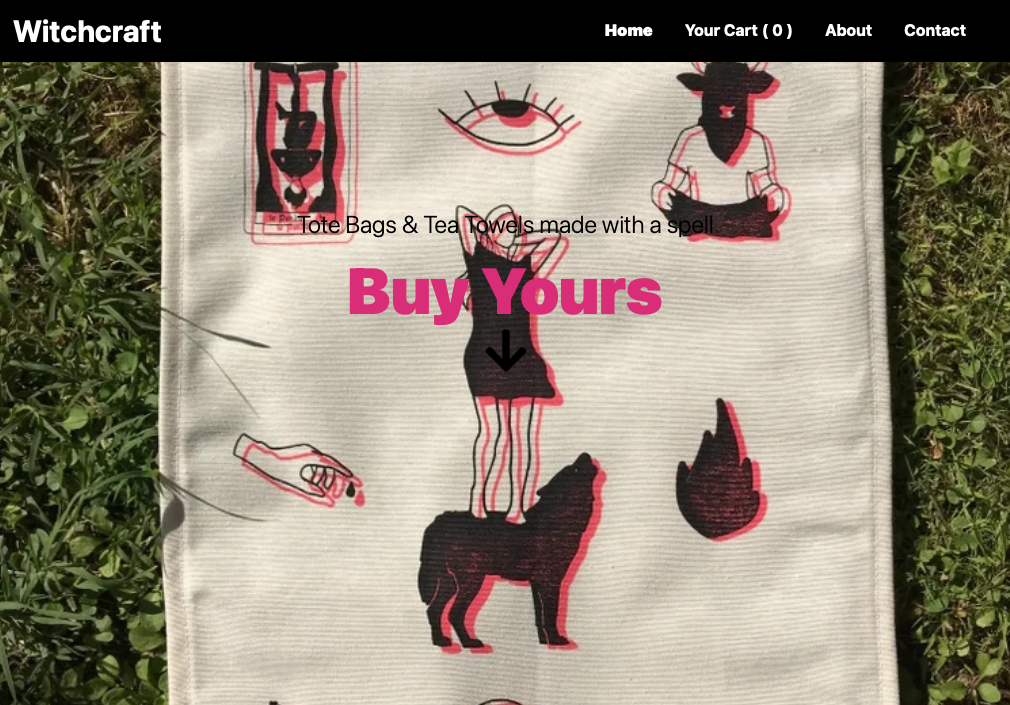 Witchcraft
Home Your Cart ( 0 ) About Contact
Tote Bags & Tea Towels made with a spell
Buy Yours